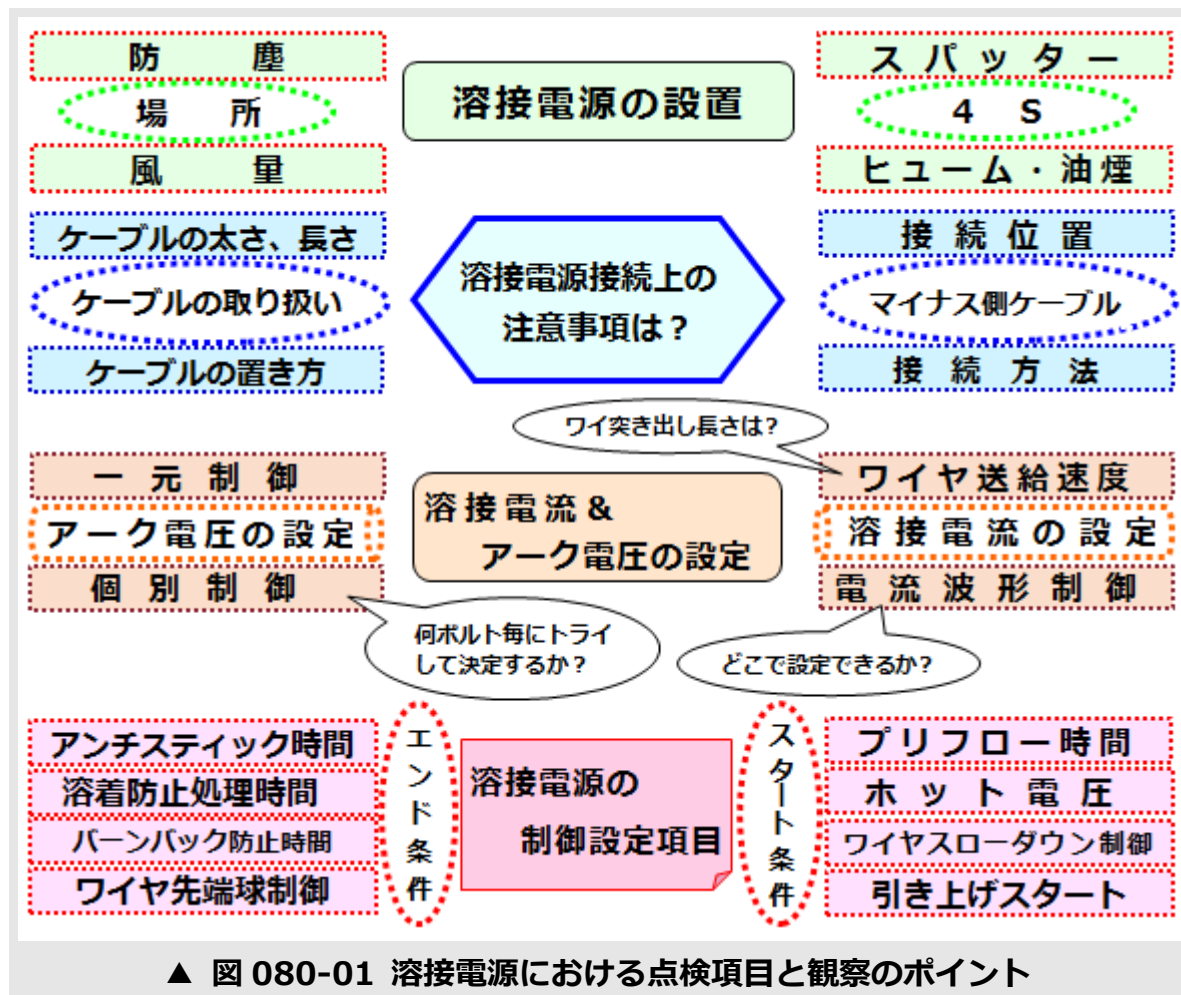 防塵
場所
風量
溶接電源の設置
スパッター
4S
ヒューム・油煙
ケーブルの太さ、長さ
ケーブルの取り扱い
ケーブルの置き方
溶接電源接続上の
注意事項は?
接続位置
マイナス側ケーブル
接続方法
ワイ突き出し長さは?
一元制御
アーク電圧の設定
個別制御
溶接電流&
アーク電圧の設定
ワイヤ送給速度
溶接電流の設定
電流波形制御
何ボルト毎にトライ
して決定するか?
どこで設定できるか?
アンチスティック時間
溶着防止処理時間
バーンバック防止時間
ワイヤ先端球制御
エンド条件
溶接電源の
制御設定項目
スタート条件
プリフロー時間
ホット電圧
ワイヤスローダウン制御
引き上げスタート
▲ 図080-01 溶接電源における点検項目と観察のポイント